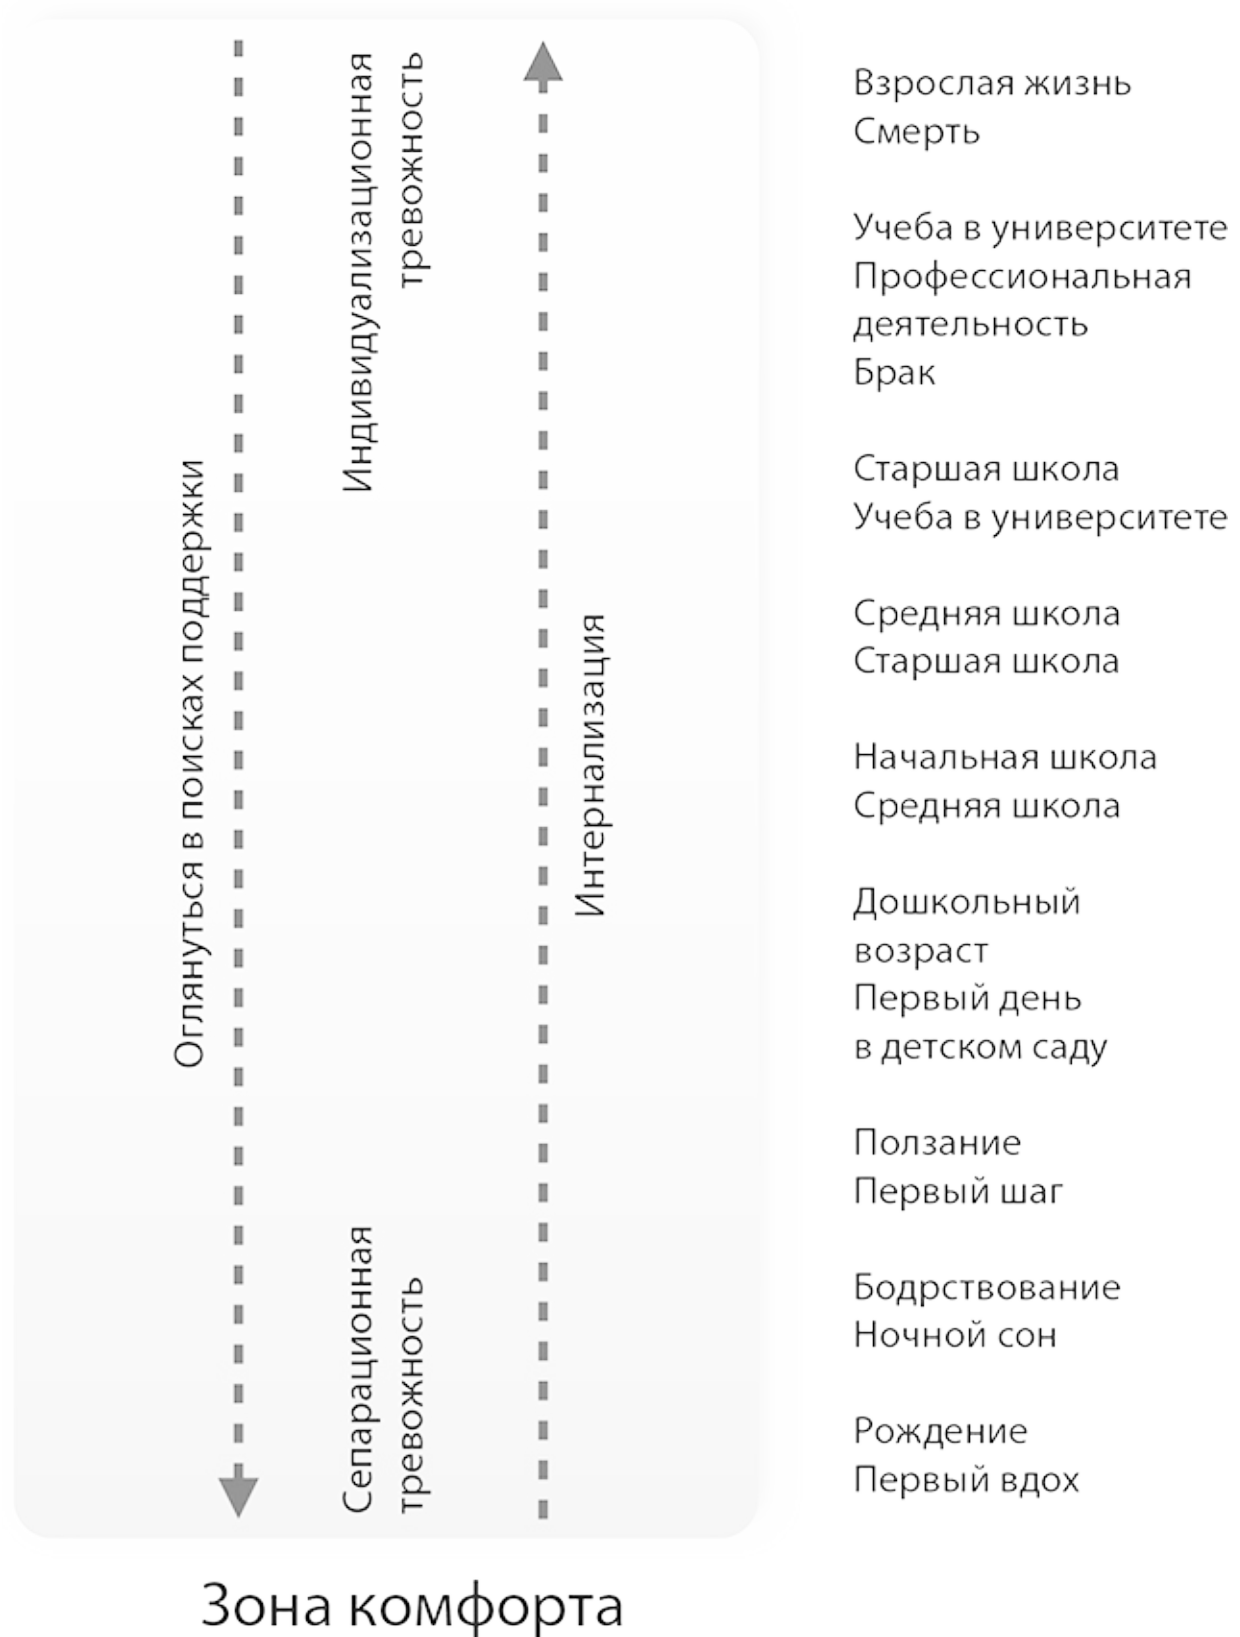 Оглянуться в поисках поддержки
Индивидуализационная
тревожность
Сепарационная
тревожность
Интернализация
Взрослая жизнь
Смерть
Учеба в университете
Профессиональная
деятельность
Брак
Старшая школа
Учеба в университете
Средняя школа
Старшая школа
Начальная школа
Средняя школа
Дошкольный
возраст
Первый день
в детском саду
Ползание
Первый шаг
Бодрствование
Ночной сон
Рождение
Первый вдох
Зона комфорта